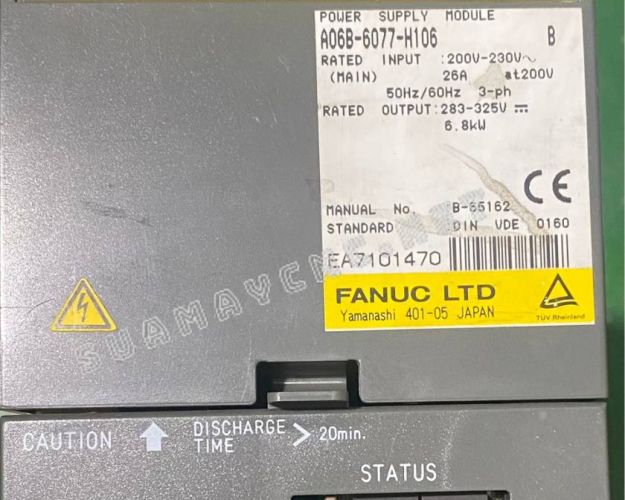 POWER SUPPLY MODULE
A06B-6077-H106 B
RATED INPUT :200V-230V~
(MAIN) 26A at200V
50Hz/60Hz 3-ph
RATED OUTPUT:283-325V
6.8kW
MANUAL No. B-65162
STANDARD DIN VDE 0160
CE
EA7101470
FANUC LTD
Yamanashi 401-05 JAPAN
TUV Rheinland
SUAMAYCNC.NET
CAUTION DISCHARGE TIME > 20min.
STATUS